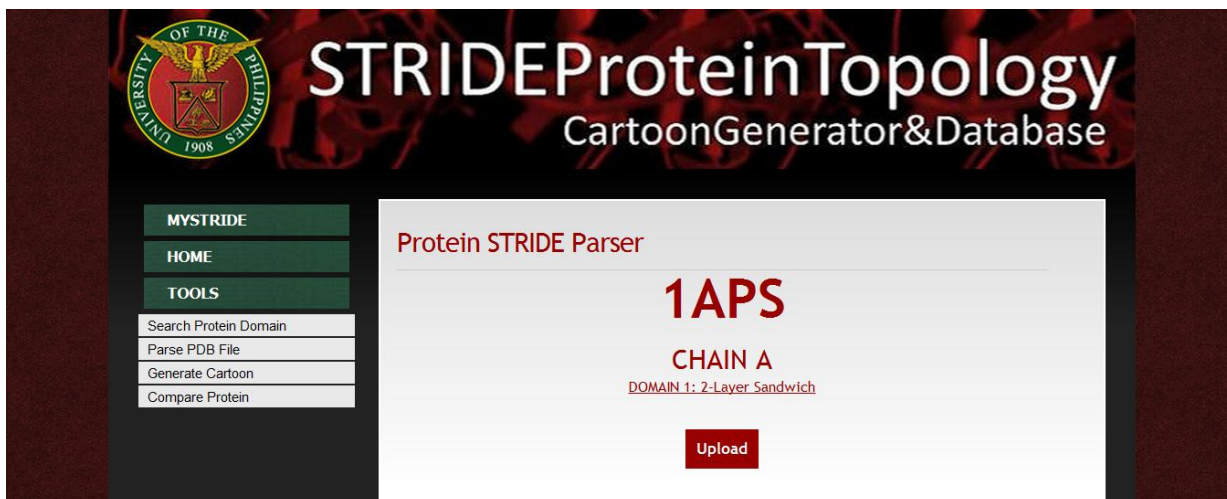 UNIVERSITY OF THE PHILIPPINES
1908
STRIDEProteinTopology
CartoonGenerator&Database
MYSTRIDE
HOME
TOOLS
Search Protein Domain
Parse PDB File
Generate Cartoon
Compare Protein
Protein STRIDE Parser
1APS
CHAIN A
DOMAIN 1: 2-Layer Sandwich
Upload